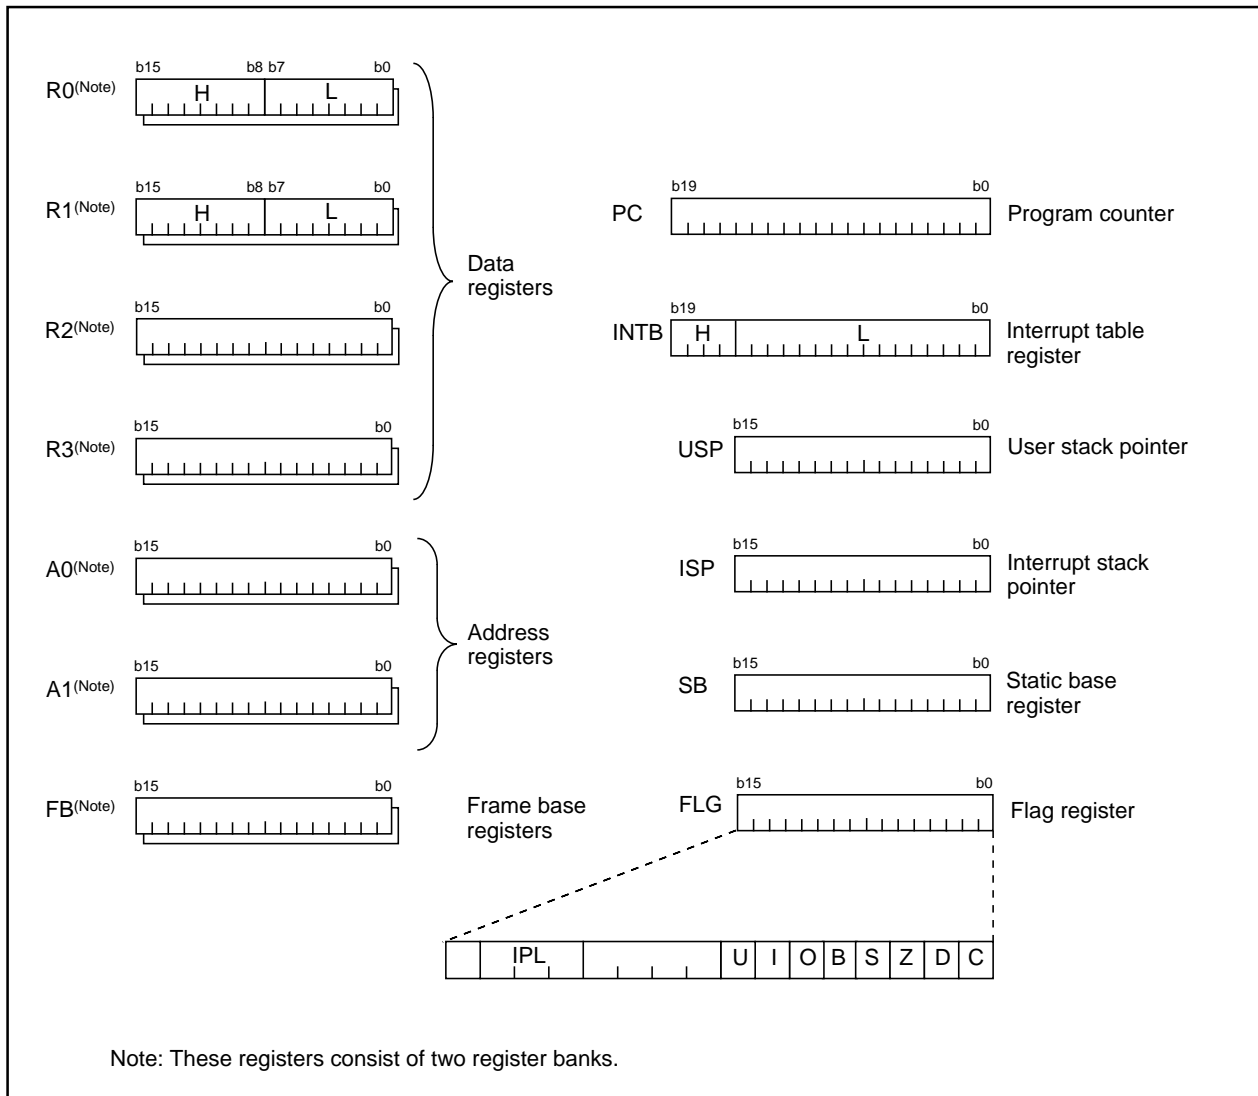 b15 b8 b7 b0
R0(Note) H L
b15 b8 b7 b0
R1(Note) H L
Data
registers
b15 b0
R2(Note)
b15 b0
R3(Note)
b15 b0
A0(Note)
Address
registers
b15 b0
A1(Note)
b15 b0
FB(Note)
Frame base
registers
b19 b0
PC Program counter
b19 b0
INTB H L Interrupt table
register
b15 b0
USP User stack pointer
b15 b0
ISP Interrupt stack
pointer
b15 b0
SB Static base
register
b15 b0
FLG Flag register
IPL U I O B S Z D C
Note: These registers consist of two register banks.